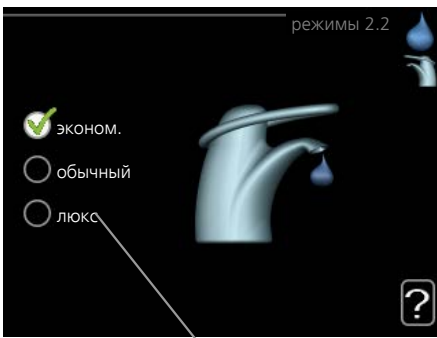 режимы 2.2
эконом.
обычный
люкс
?